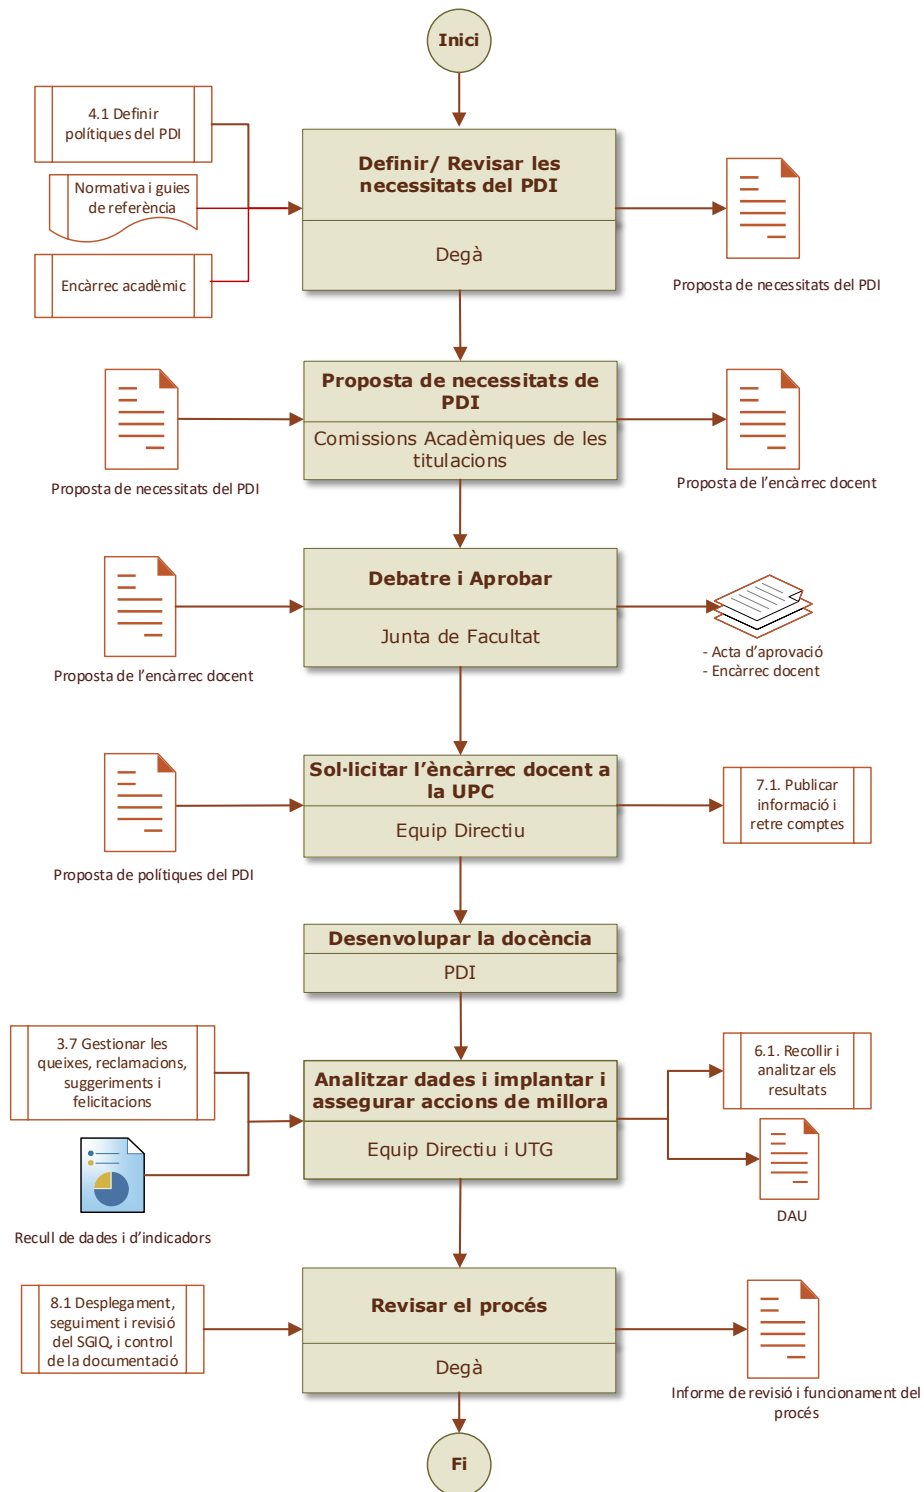 Inici
4.1 Definir
polítiques del PDI
Normativa i guies
de referència
Encàrrec acadèmic
Definir/ Revisar les
necessitats del PDI
Degà
Proposta de necessitats del PDI
Proposta de necessitats del PDI
Proposta de necessitats de
PDI
Comissions Acadèmiques de les
titulacions
Proposta de l’encàrrec docent
Proposta de l’encàrrec docent
Debatre i Aprobar
Junta de Facultat
- Acta d’aprovació
- Encàrrec docent
Proposta de polítiques del PDI
Sol·licitar l’èncàrrec docent a
la UPC
Equip Directiu
7.1. Publicar
informació i
retre comptes
Desenvolupar la docència
PDI
3.7 Gestionar les
queixes, reclamacions,
suggeriments i
felicitacions
Recull de dades i d’indicadors
Analitzar dades i implantar i
assegurar accions de millora
Equip Directiu i UTG
6.1. Recollir i
analitzar els
resultats
DAU
8.1 Desplegament,
seguiment i revisió
del SGIQ, i control
de la documentació
Revisar el procés
Degà
Informe de revisió i funcionament del
procés
Fi